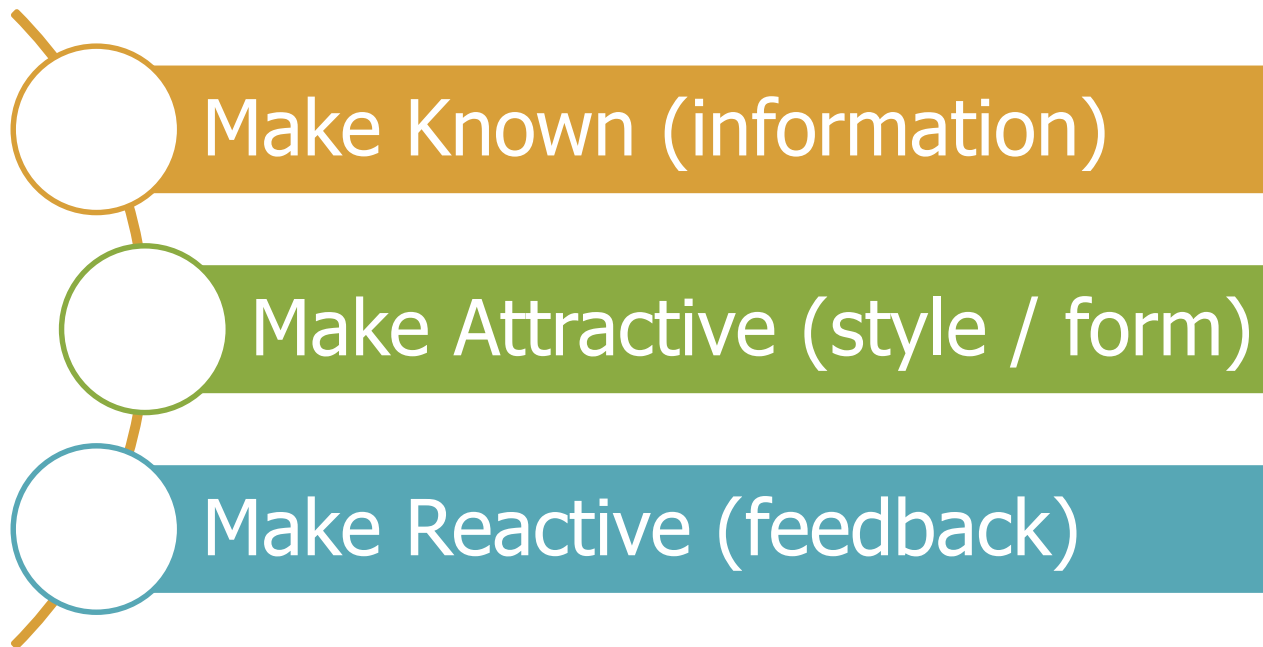 Make Known (information)
Make Attractive (style / form)
Make Reactive (feedback)